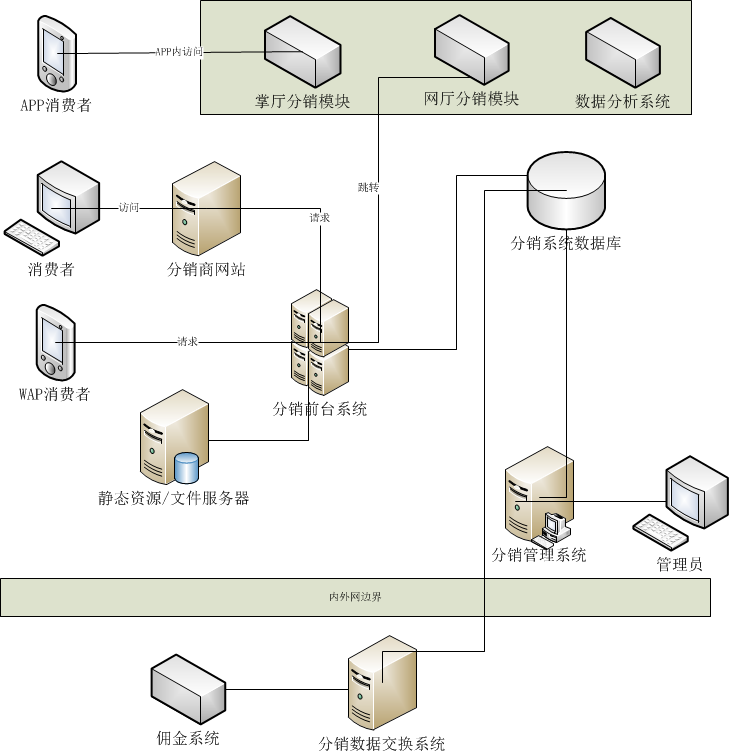 APP内访问
APP消费者
掌厅分销模块
网厅分销模块
数据分析系统
跳转
访问
请求
消费者
分销商网站
分销系统数据库
请求
WAP消费者
分销前台系统
静态资源/文件服务器
分销管理系统
管理员
内外网边界
佣金系统
分销数据交换系统